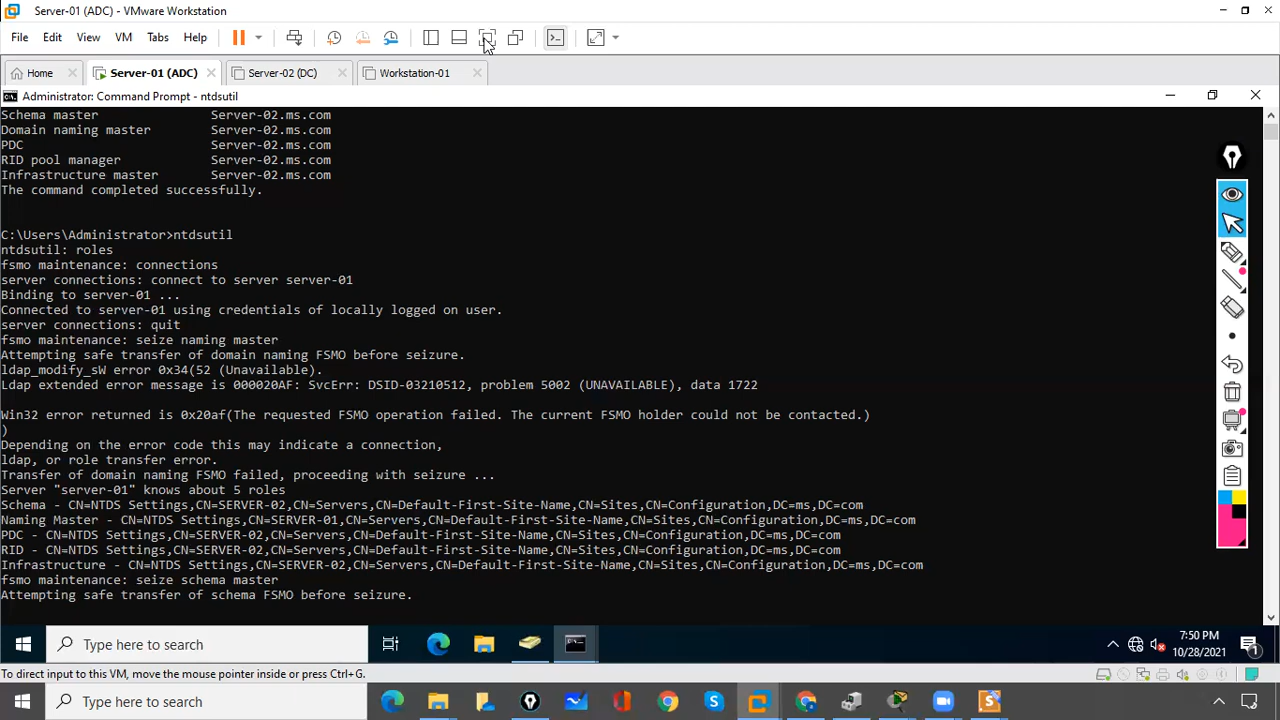 Server-01 (ADC) - VMware Workstation
File Edit View VM Tabs Help
Home Server-01 (ADC) Server-02 (DC) Workstation-01
Administrator: Command Prompt - ntdsutil
Schema master Server-02.ms.com
Domain naming master Server-02.ms.com
PDC Server-02.ms.com
RID pool manager Server-02.ms.com
Infrastructure master Server-02.ms.com
The command completed successfully.
C:\Users\Administrator>ntdsutil
ntdsutil: roles
fsmo maintenance: connections
server connections: connect to server server-01
Binding to server-01 ...
Connected to server-01 using credentials of locally logged on user.
server connections: quit
fsmo maintenance: seize naming master
Attempting safe transfer of domain naming FSMO before seizure.
ldap_modify_sW error 0x34(52 (Unavailable).
Ldap extended error message is 000020AF: SvcErr: DSID-03210512, problem 5002 (UNAVAILABLE), data 1722
Win32 error returned is 0x20af(The requested FSMO operation failed. The current FSMO holder could not be contacted.)
)
Depending on the error code this may indicate a connection,
ldap, or role transfer error.
Transfer of domain naming FSMO failed, proceeding with seizure ...
Server "server-01" knows about 5 roles
Schema - CN=NTDS Settings,CN=SERVER-02,CN=Servers,CN=Default-First-Site-Name,CN=Sites,CN=Configuration,DC=ms,DC=com
Naming Master - CN=NTDS Settings,CN=SERVER-01,CN=Servers,CN=Default-First-Site-Name,CN=Sites,CN=Configuration,DC=ms,DC=com
PDC - CN=NTDS Settings,CN=SERVER-02,CN=Servers,CN=Default-First-Site-Name,CN=Sites,CN=Configuration,DC=ms,DC=com
RID - CN=NTDS Settings,CN=SERVER-02,CN=Servers,CN=Default-First-Site-Name,CN=Sites,CN=Configuration,DC=ms,DC=com
Infrastructure - CN=NTDS Settings,CN=SERVER-02,CN=Servers,CN=Default-First-Site-Name,CN=Sites,CN=Configuration,DC=ms,DC=com
fsmo maintenance: seize schema master
Attempting safe transfer of schema FSMO before seizure.
Type here to search
7:50 PM
10/28/2021
1
To direct input to this VM, move the mouse pointer inside or press Ctrl+G.
Type here to search